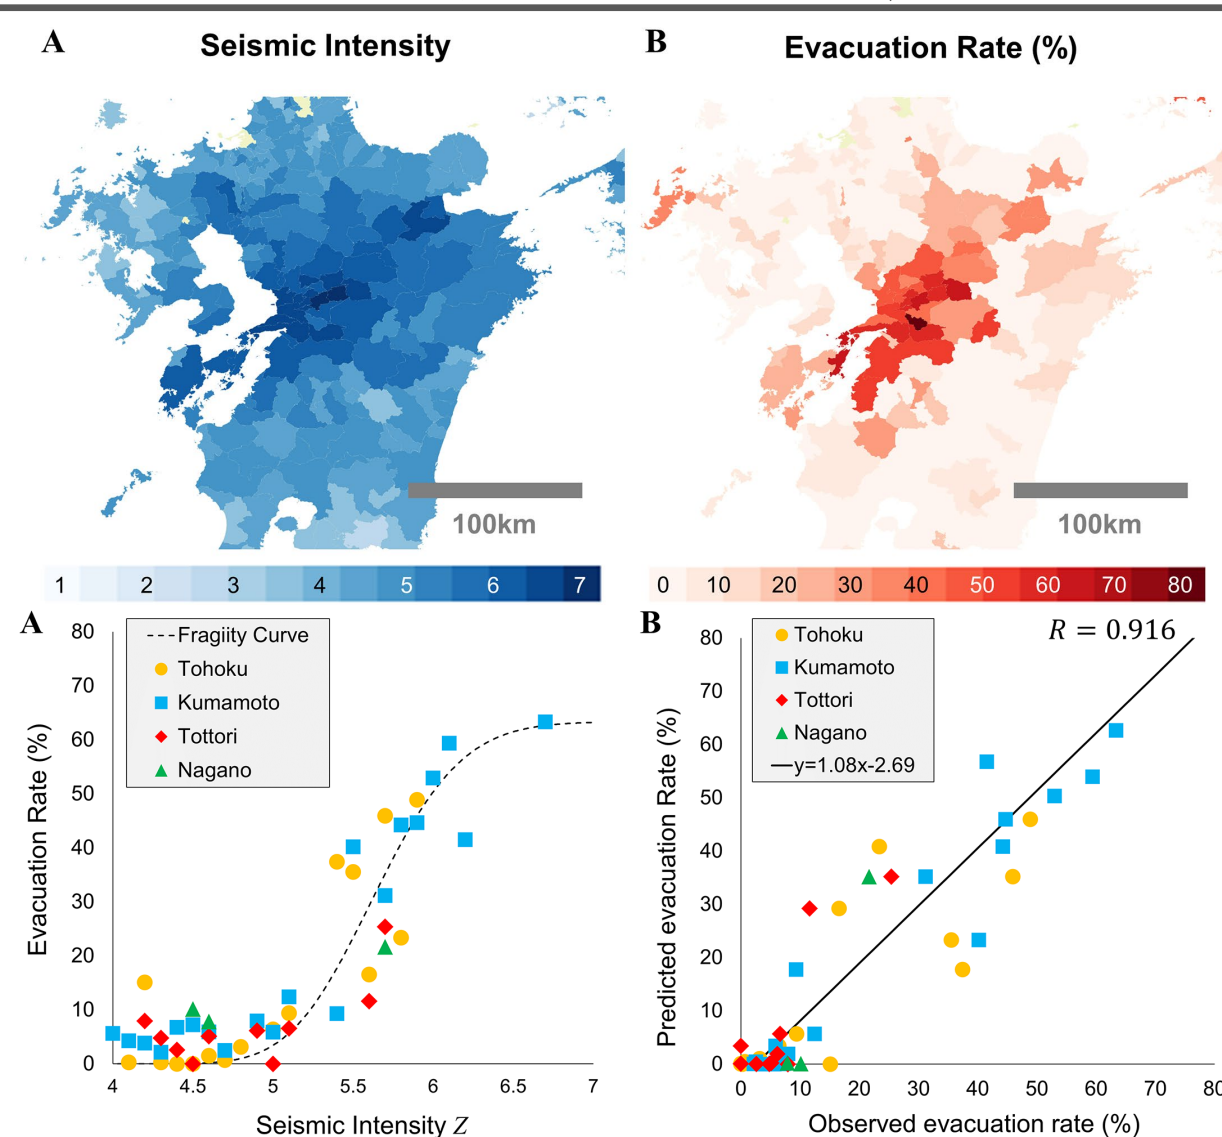 A Seismic Intensity
B Evacuation Rate (%)
100km
100km
1 2 3 4 5 6 7
0 10 20 30 40 50 60 70 80
A
80
70
60
50
40
30
20
10
0
Evacuation Rate (%)
Fragiity Curve
Tohoku
Kumamoto
Tottori
Nagano
4 4.5 5 5.5 6 6.5 7
Seismic Intensity Z
B
80
70
60
50
40
30
20
10
0
Predicted evacuation Rate (%)
Tohoku
Kumamoto
Tottori
Nagano
y=1.08x-2.69
R = 0.916
0 10 20 30 40 50 60 70 80
Observed evacuation rate (%)